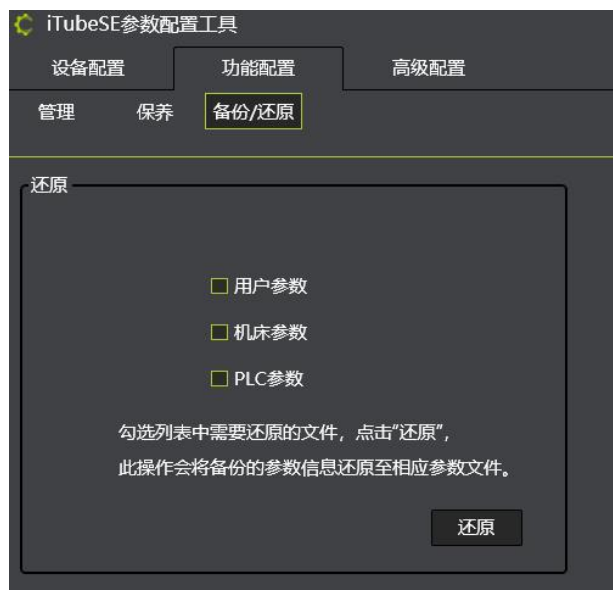 iTubeSE参数配置工具
设备配置 功能配置 高级配置
管理 保养 备份/还原
还原
用户参数
机床参数
PLC参数
勾选列表中需要还原的文件，点击“还原”，
此操作会将备份的参数信息还原至相应参数文件。
还原